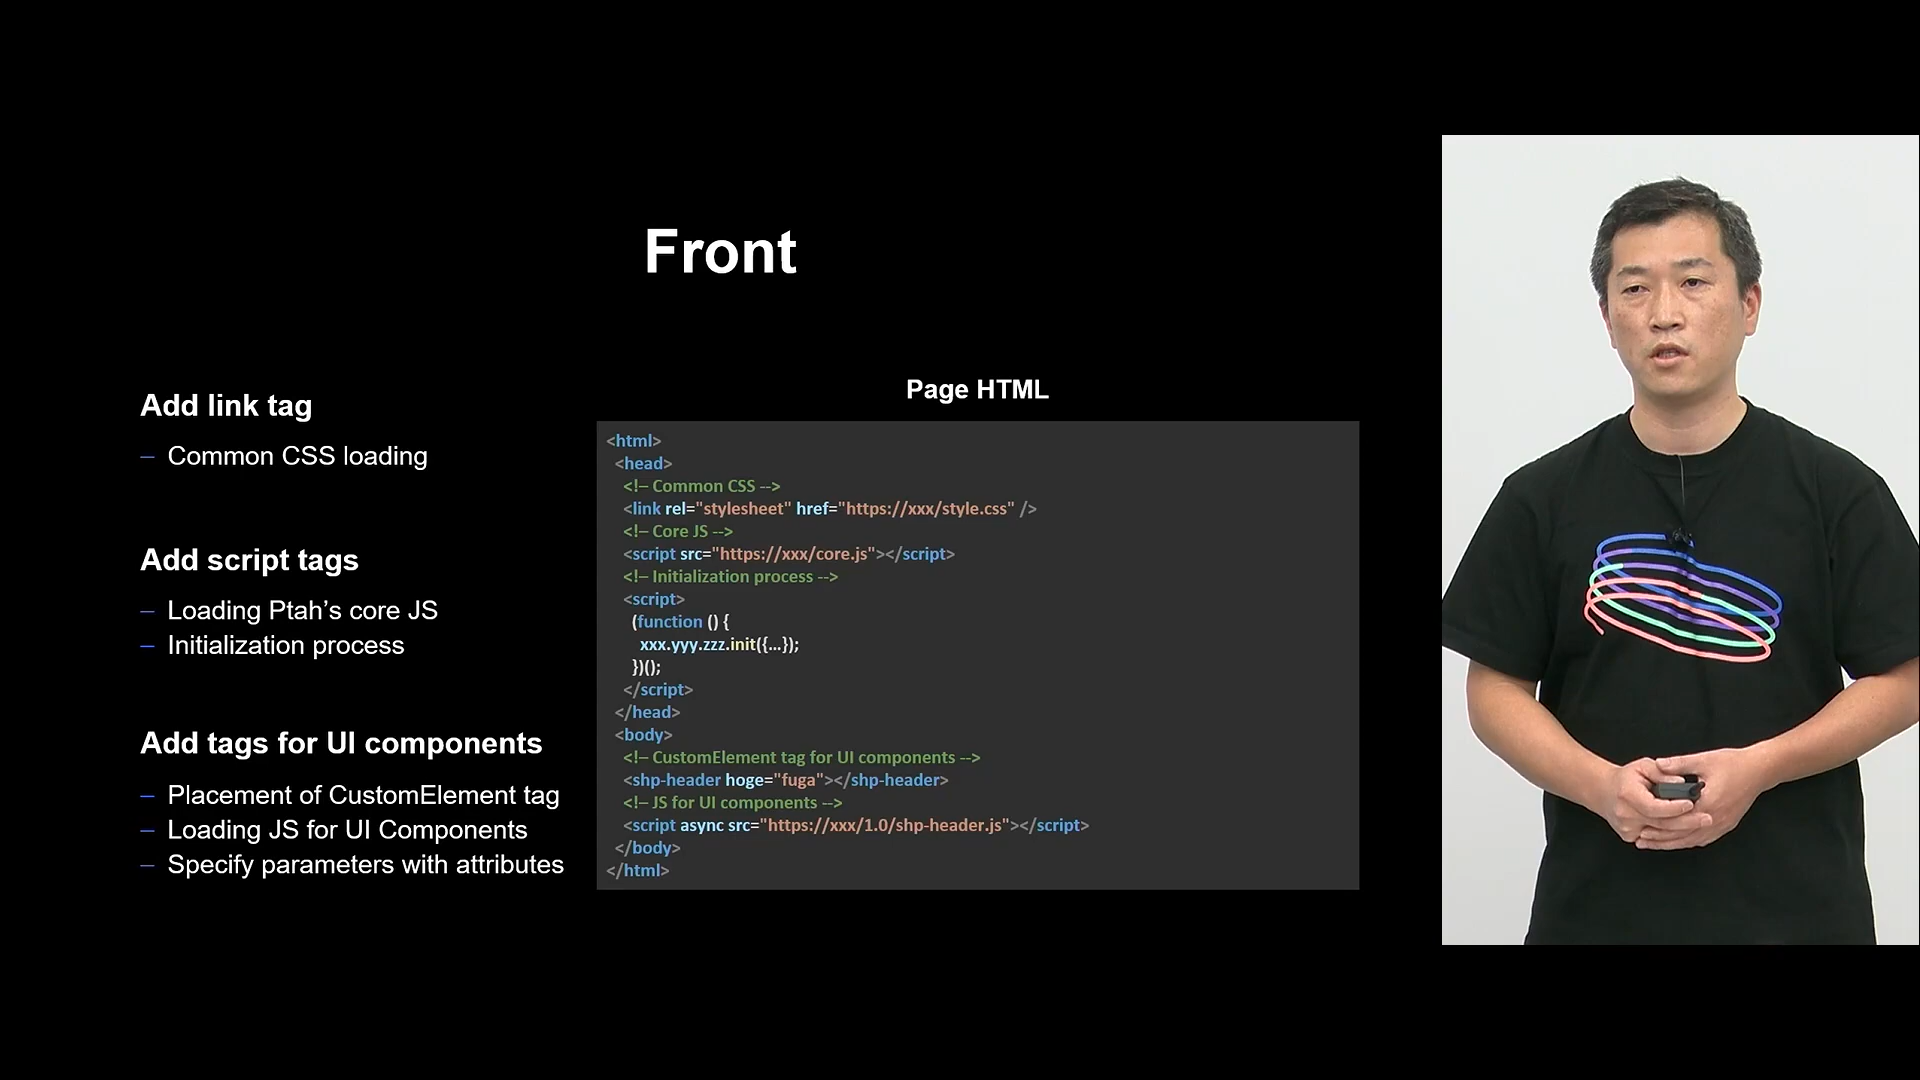 Front
Add link tag
– Common CSS loading
Add script tags
– Loading Ptah’s core JS
– Initialization process
Add tags for UI components
– Placement of CustomElement tag
– Loading JS for UI Components
– Specify parameters with attributes
Page HTML
<html>
<head>
<!– Common CSS -->
<link rel="stylesheet" href="https://xxx/style.css" />
<!– Core JS -->
<script src="https://xxx/core.js"></script>
<!– Initialization process -->
<script>
(function () {
xxx.yyy.zzz.init({...});
})();
</script>
</head>
<body>
<!– CustomElement tag for UI components -->
<shp-header hoge="fuga"></shp-header>
<!– JS for UI components -->
<script async src="https://xxx/1.0/shp-header.js"></script>
</body>
</html>